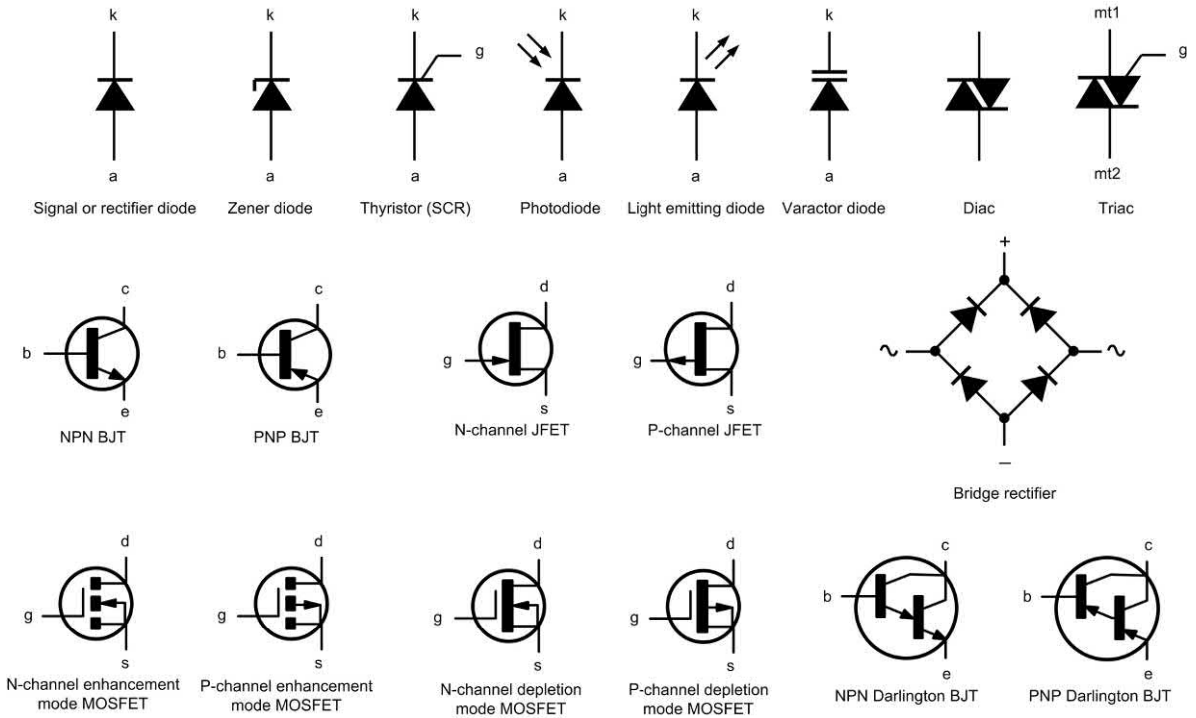 k k k k k k mt1
g g
a a a a a a mt2
Signal or rectifier diode Zener diode Thyristor (SCR) Photodiode Light emitting diode Varactor diode Diac Triac
+
c c d d
b b ~ ~
g g
e e s s
NPN BJT PNP BJT N-channel JFET P-channel JFET
–
Bridge rectifier
d d d d c c
b b
g g g g
s s s s e e
N-channel enhancement
mode MOSFET
P-channel enhancement
mode MOSFET
N-channel depletion
mode MOSFET
P-channel depletion
mode MOSFET
NPN Darlington BJT PNP Darlington BJT